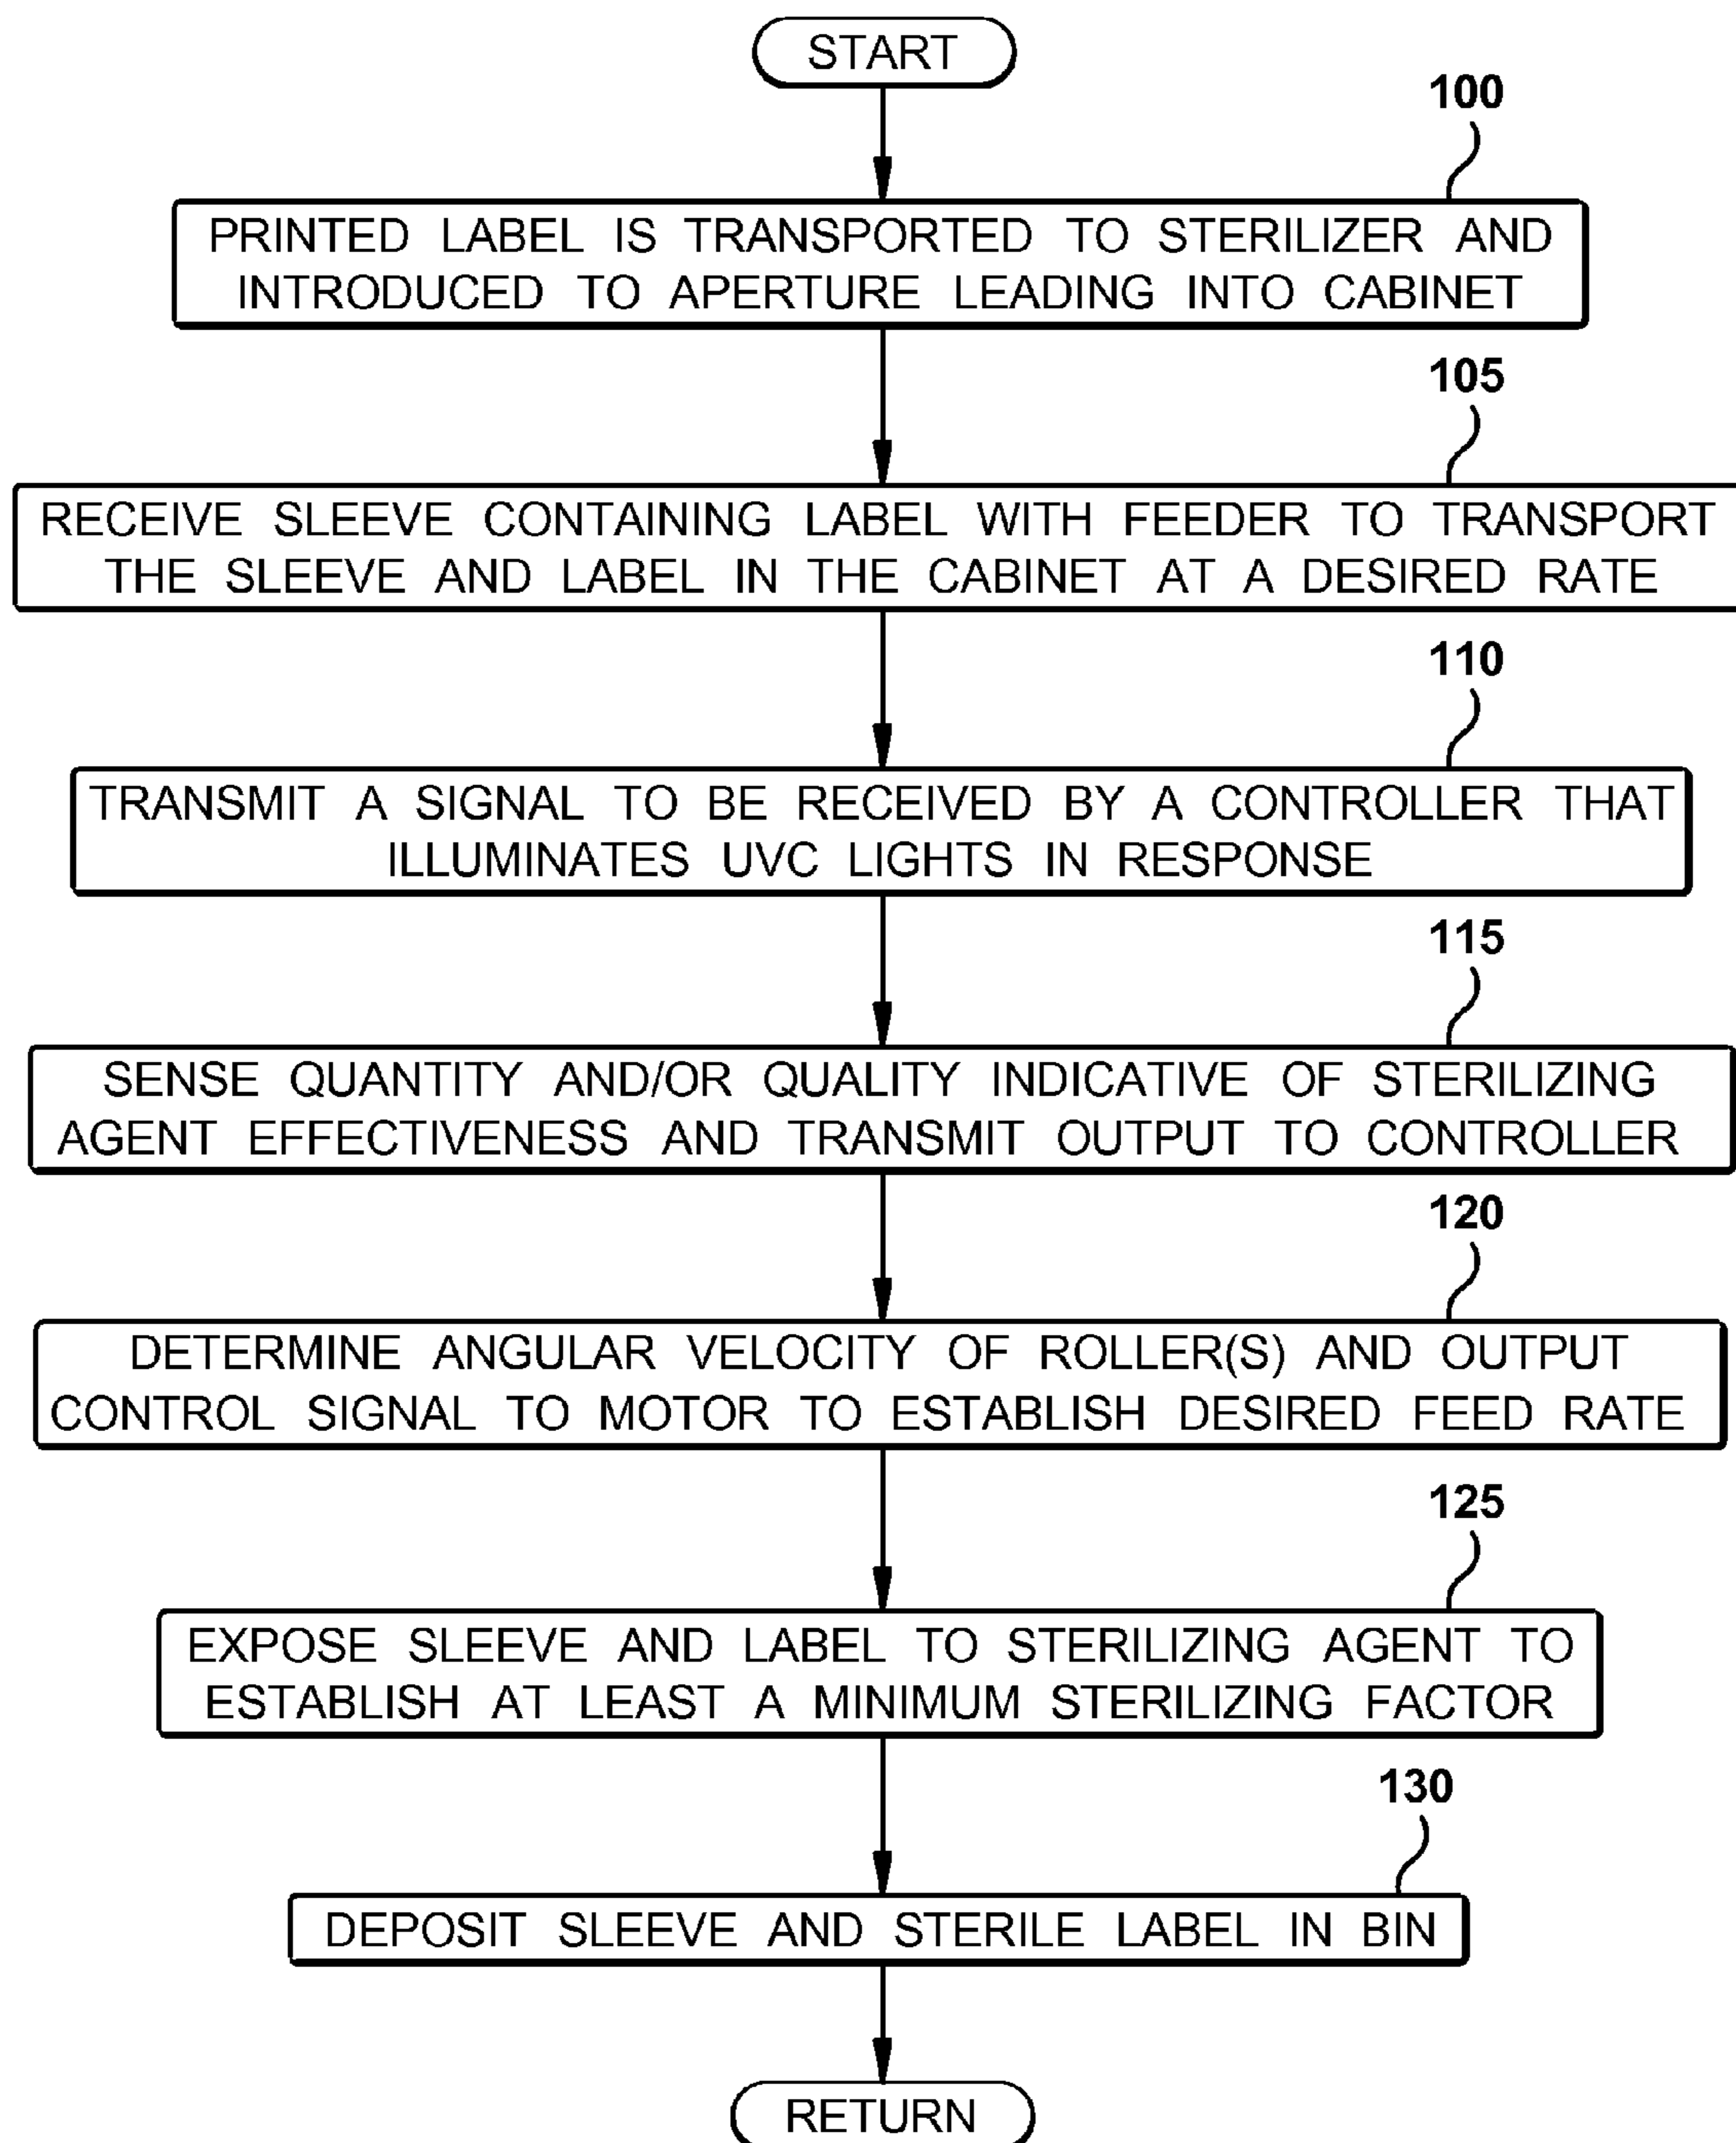 START
100
PRINTED LABEL IS TRANSPORTED TO STERILIZER AND
INTRODUCED TO APERTURE LEADING INTO CABINET
105
RECEIVE SLEEVE CONTAINING LABEL WITH FEEDER TO TRANSPORT
THE SLEEVE AND LABEL IN THE CABINET AT A DESIRED RATE
110
TRANSMIT A SIGNAL TO BE RECEIVED BY A CONTROLLER THAT
ILLUMINATES UVC LIGHTS IN RESPONSE
115
SENSE QUANTITY AND/OR QUALITY INDICATIVE OF STERILIZING
AGENT EFFECTIVENESS AND TRANSMIT OUTPUT TO CONTROLLER
120
DETERMINE ANGULAR VELOCITY OF ROLLER(S) AND OUTPUT
CONTROL SIGNAL TO MOTOR TO ESTABLISH DESIRED FEED RATE
125
EXPOSE SLEEVE AND LABEL TO STERILIZING AGENT TO
ESTABLISH AT LEAST A MINIMUM STERILIZING FACTOR
130
DEPOSIT SLEEVE AND STERILE LABEL IN BIN
RETURN